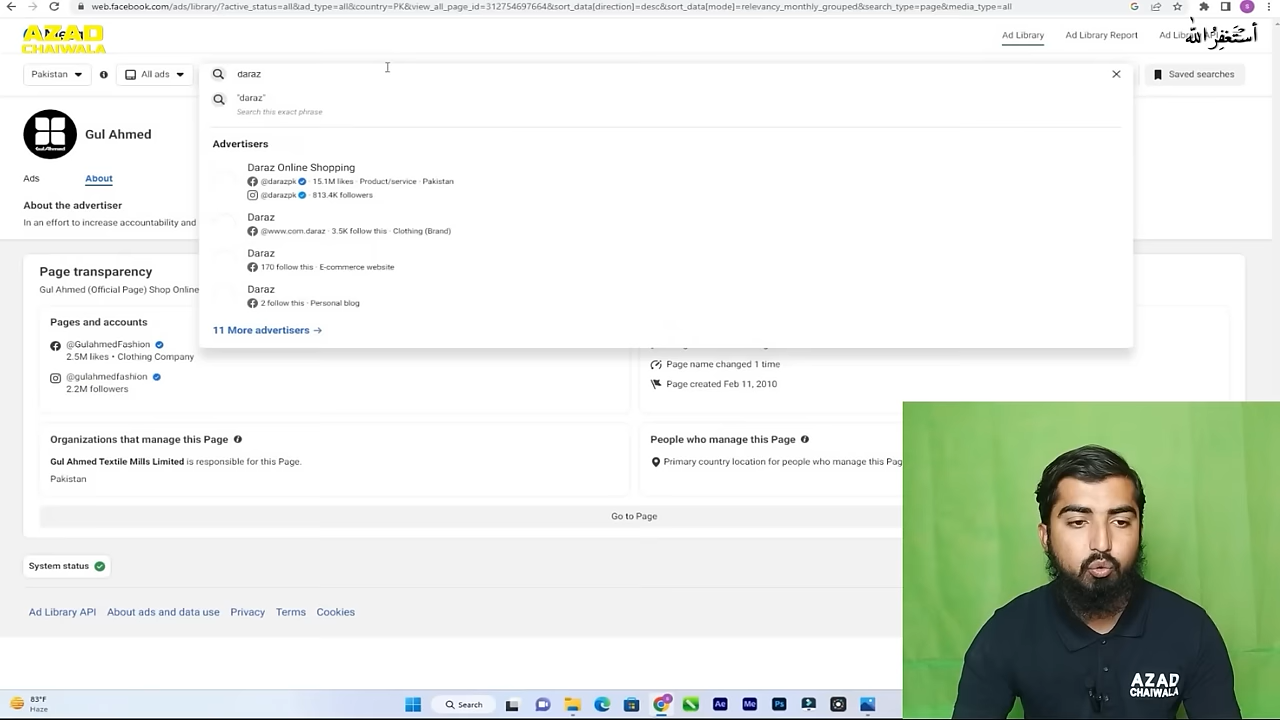 web.facebook.com/ads/library/?active_status=all&ad_type=all&country=PK&view_all_page_id=312754697664&sort_data[direction]=desc&sort_data[mode]=relevancy_monthly_grouped&search_type=page&media_type=all
AZAD
CHAIWALA
Ad Library
Ad Library Report
Ad Library
أستغفر الله
Pakistan
All ads
daraz
Saved searches
"daraz"
Search this exact phrase
Advertisers
Daraz Online Shopping
@darazpk · 15.1M likes · Product/service · Pakistan
@darazpk · 813.4K followers
Daraz
@www.com.daraz · 3.5K follow this · Clothing (Brand)
Daraz
170 follow this · E-commerce website
Daraz
2 follow this · Personal blog
11 More advertisers →
Gul Ahmed
Ads
About
About the advertiser
In an effort to increase accountability and
Page transparency
Gul Ahmed (Official Page) Shop Online
Pages and accounts
@GulahmedFashion
2.5M likes • Clothing Company
@gulahmedfashion
2.2M followers
Page name changed 1 time
Page created Feb 11, 2010
Organizations that manage this Page
Gul Ahmed Textile Mills Limited is responsible for this Page.
Pakistan
People who manage this Page
Primary country location for people who manage this Pag
Go to Page
System status
Ad Library API
About ads and data use
Privacy
Terms
Cookies
AZAD
CHAIWALA
83°F
Haze
Search
Ae
Me
Ps